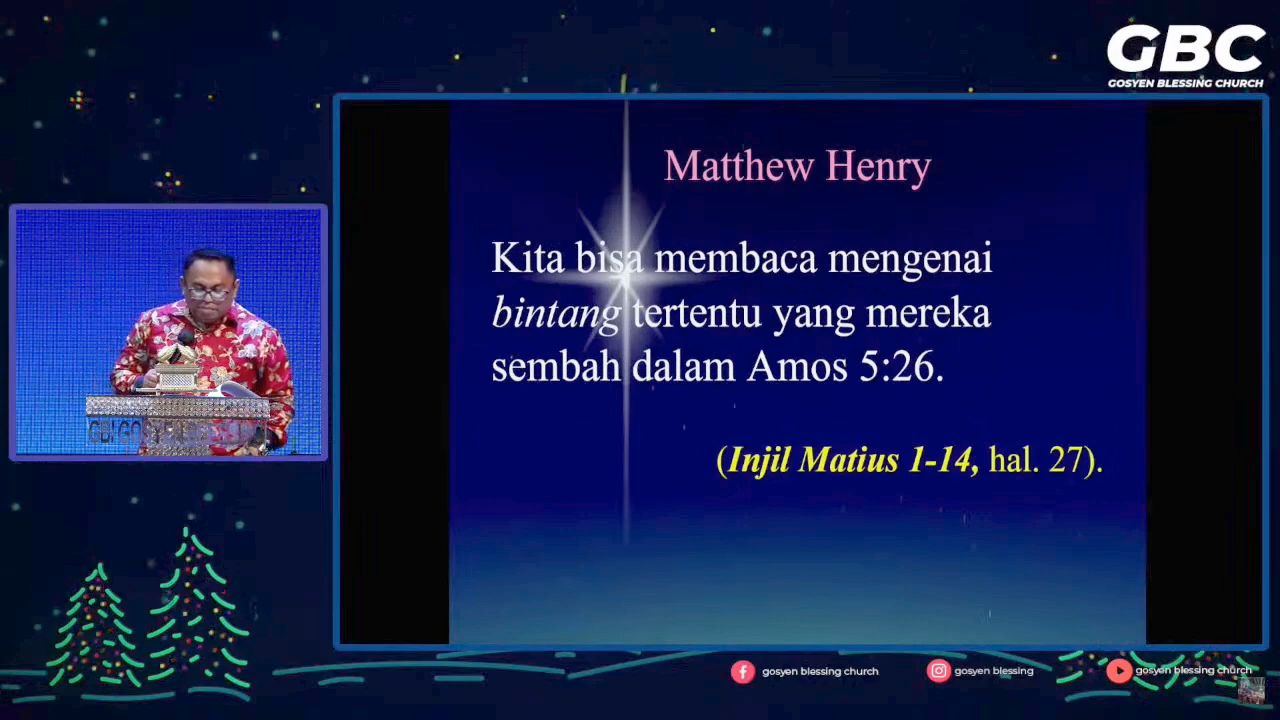 GBC
GOSYEN BLESSING CHURCH
Matthew Henry
Kita bisa membaca mengenai
bintang tertentu yang mereka
sembah dalam Amos 5:26.
(Injil Matius 1-14, hal. 27).
gosyen blessing church
gosyen blessing
gosyen blessing church